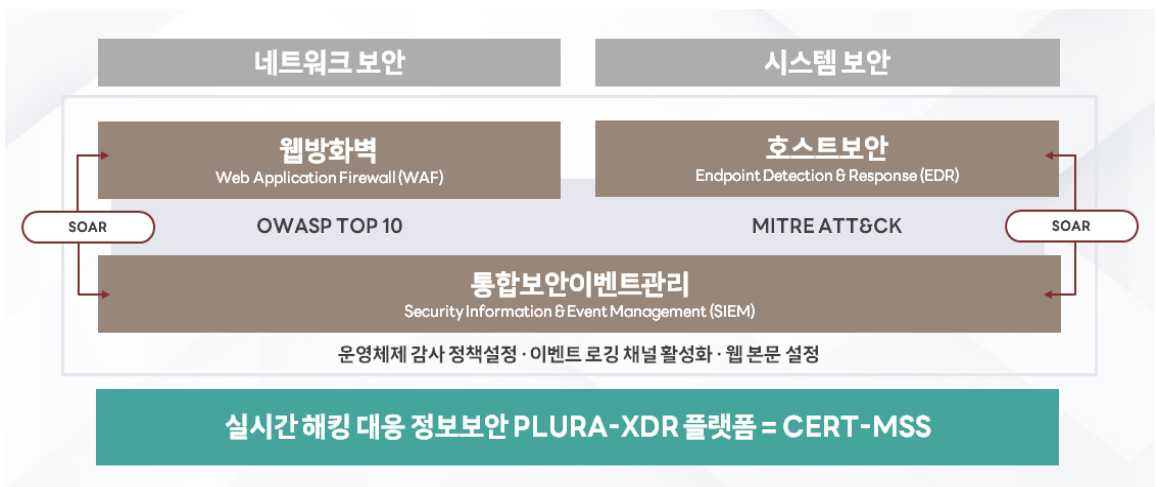 네트워크 보안
시스템 보안
웹방화벽
Web Application Firewall (WAF)
호스트보안
Endpoint Detection & Response (EDR)
SOAR
OWASP TOP 10
MITRE ATT&CK
SOAR
통합보안이벤트관리
Security Information & Event Management (SIEM)
운영체제 감사 정책설정 · 이벤트 로깅 채널 활성화 · 웹 본문 설정
실시간 해킹 대응 정보보안 PLURA-XDR 플랫폼 = CERT-MSS